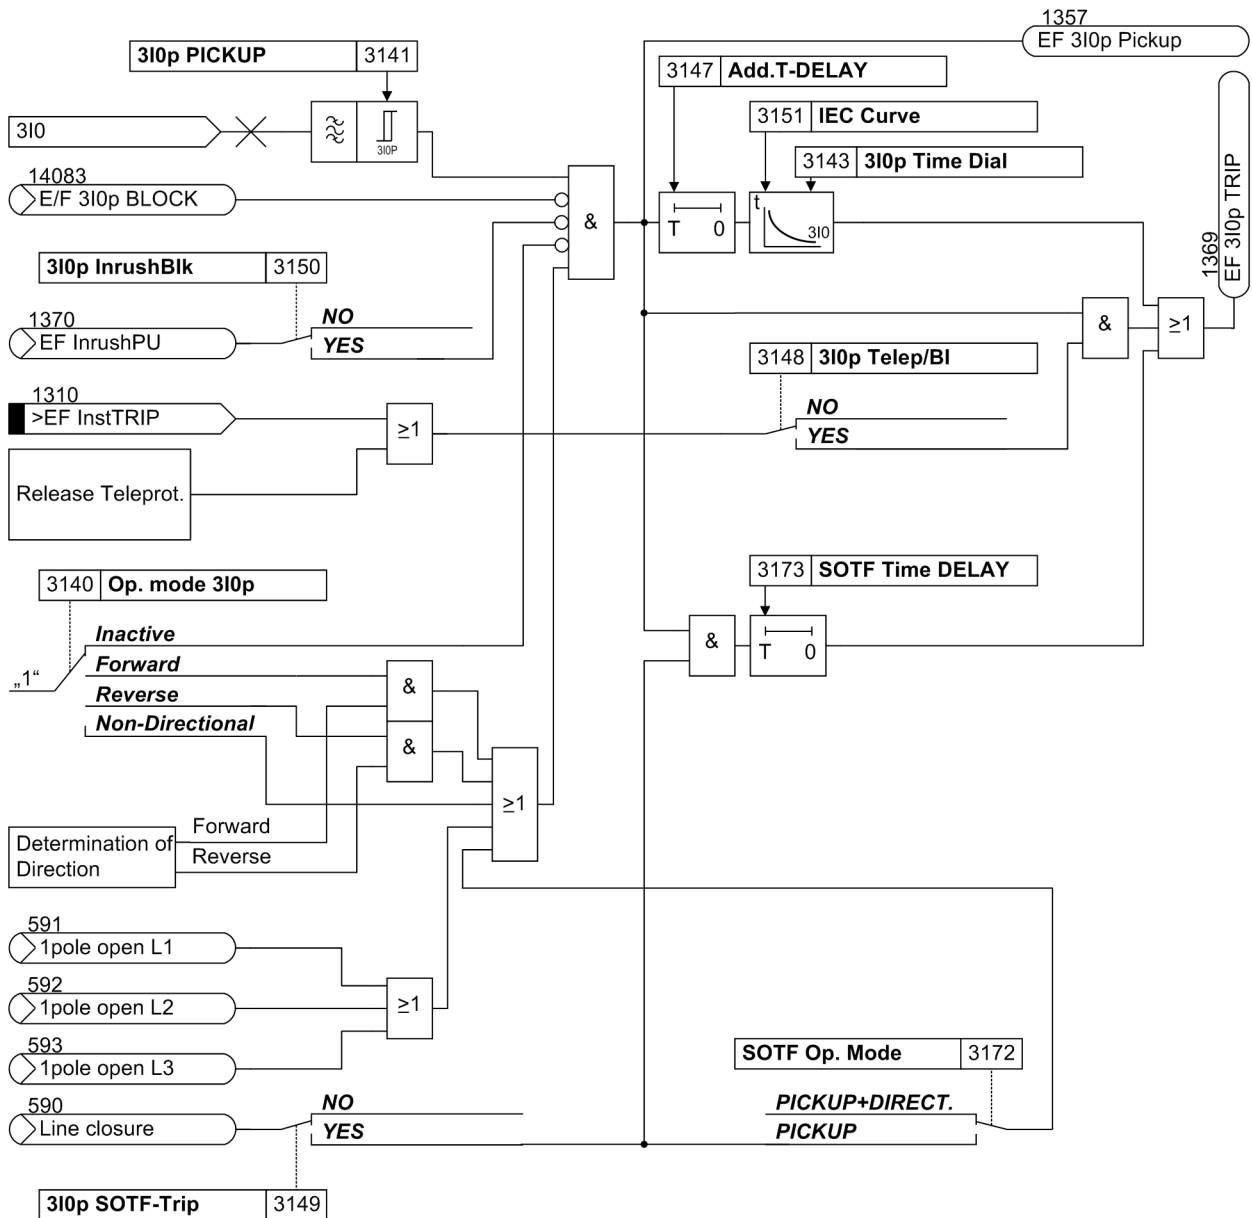 1357
EF 3I0p Pickup
3I0p PICKUP 3141
3147 Add.T-DELAY
3I0
3I0P
3151 IEC Curve
3143 3I0p Time Dial
14083
E/F 3I0p BLOCK
&
T 0
t
3I0
1369
EF 3I0p TRIP
3I0p InrushBlk 3150
1370
EF InrushPU
NO
YES
&
≥1
3148 3I0p Telep/BI
NO
YES
1310
>EF InstTRIP
≥1
Release Teleprot.
3140 Op. mode 3I0p
3173 SOTF Time DELAY
„1“
Inactive
Forward
Reverse
Non-Directional
&
&
&
T 0
≥1
Determination of
Direction
Forward
Reverse
591
1pole open L1
592
1pole open L2
593
1pole open L3
≥1
SOTF Op. Mode 3172
590
Line closure
NO
YES
PICKUP+DIRECT.
PICKUP
3I0p SOTF-Trip 3149